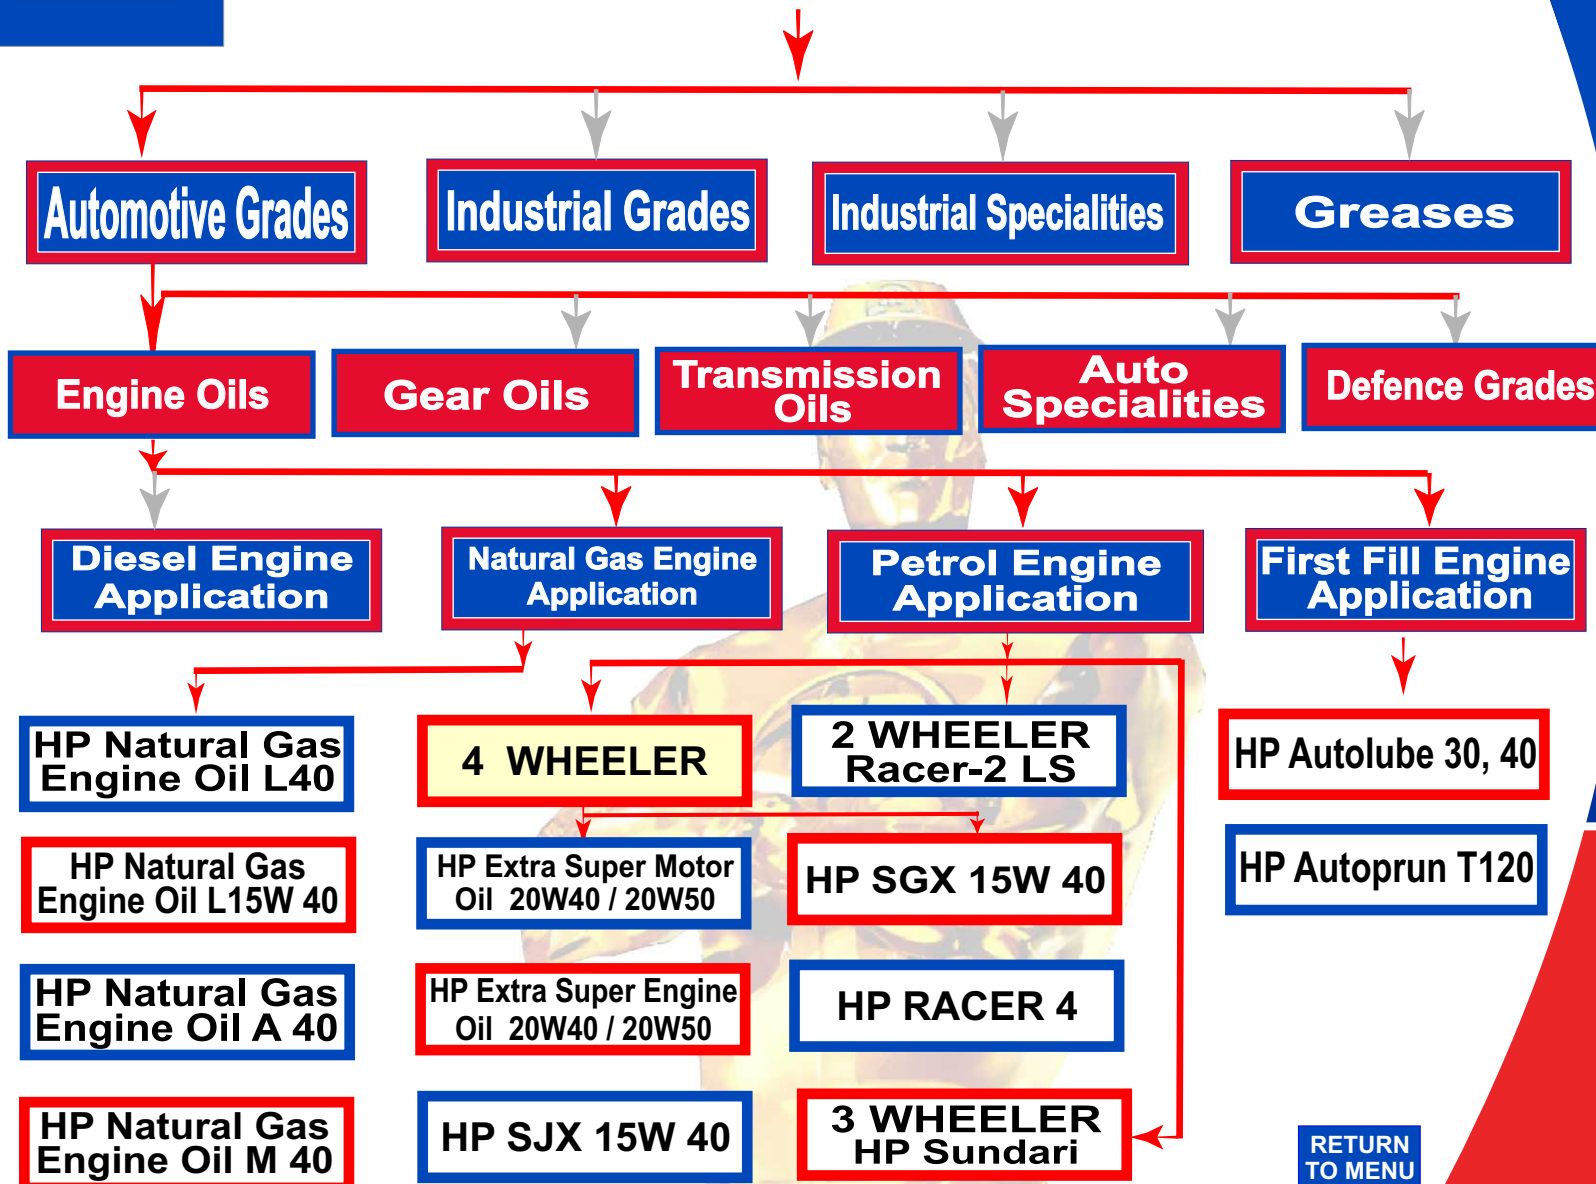 Automotive Grades
Industrial Grades
Industrial Specialities
Greases
Engine Oils
Gear Oils
Transmission
Oils
Auto
Specialities
Defence Grades
Diesel Engine
Application
Natural Gas Engine
Application
Petrol Engine
Application
First Fill Engine
Application
HP Natural Gas
Engine Oil L40
4 WHEELER
2 WHEELER
Racer-2 LS
HP Autolube 30, 40
HP Natural Gas
Engine Oil L15W 40
HP Extra Super Motor
Oil 20W40 / 20W50
HP SGX 15W 40
HP Autoprun T120
HP Natural Gas
Engine Oil A 40
HP Extra Super Engine
Oil 20W40 / 20W50
HP RACER 4
HP Natural Gas
Engine Oil M 40
HP SJX 15W 40
3 WHEELER
HP Sundari
RETURN
TO MENU